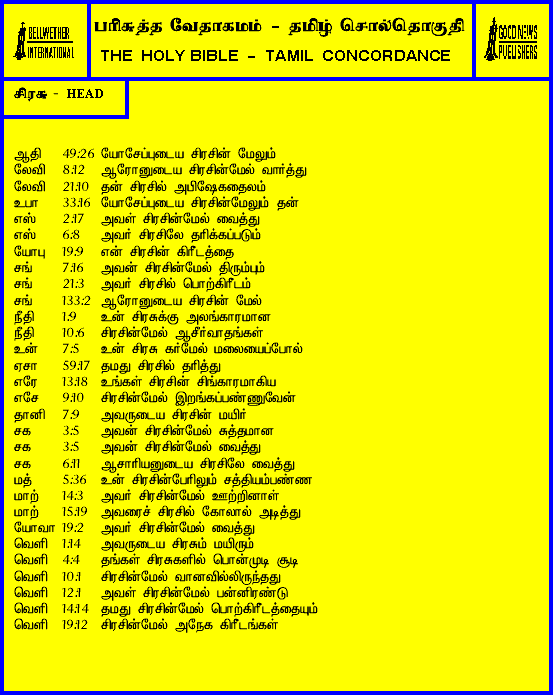 BELLWETHER
INTERNATIONAL
பரிசுத்த வேதாகமம் - தமிழ் சொல்தொகுதி
THE HOLY BIBLE - TAMIL CONCORDANCE
GOOD NEWS
PUBLISHERS
சிரசு - HEAD
ஆதி 49:26 யோசேப்புடைய சிரசின் மேலும்
லேவி 8:12 ஆரோனுடைய சிரசின்மேல் வார்த்து
லேவி 21:10 தன் சிரசில் அபிஷேகதைலம்
உபா 33:16 யோசேப்புடைய சிரசின்மேலும் தன்
எஸ் 2:17 அவள் சிரசின்மேல் வைத்து
எஸ் 6:8 அவர் சிரசிலே தரிக்கப்படும்
யோபு 19:9 என் சிரசின் கிரீடத்தை
சங் 7:16 அவன் சிரசின்மேல் திரும்பும்
சங் 21:3 அவர் சிரசில் பொற்கிரீடம்
சங் 133:2 ஆரோனுடைய சிரசின் மேல்
நீதி 1:9 உன் சிரசுக்கு அலங்காரமான
நீதி 10:6 சிரசின்மேல் ஆசீர்வாதங்கள்
உன் 7:5 உன் சிரசு கர்மேல் மலையைப்போல்
ஏசா 59:17 தமது சிரசில் தரித்து
எரே 13:18 உங்கள் சிரசின் சிங்காரமாகிய
எசே 9:10 சிரசின்மேல் இறங்கப்பண்ணுவேன்
தானி 7:9 அவருடைய சிரசின் மயிர்
சக 3:5 அவன் சிரசின்மேல் சுத்தமான
சக 3:5 அவன் சிரசின்மேல் வைத்து
சக 6:11 ஆசாரியனுடைய சிரசிலே வைத்து
மத் 5:36 உன் சிரசின்பேரிலும் சத்தியம்பண்ண
மாற் 14:3 அவர் சிரசின்மேல் ஊற்றினாள்
மாற் 15:19 அவரைச் சிரசில் கோலால் அடித்து
யோவா 19:2 அவர் சிரசின்மேல் வைத்து
வெளி 1:14 அவருடைய சிரசும் மயிரும்
வெளி 4:4 தங்கள் சிரசுகளில் பொன்முடி சூடி
வெளி 10:1 சிரசின்மேல் வானவில்லிருந்தது
வெளி 12:1 அவள் சிரசின்மேல் பன்னிரண்டு
வெளி 14:14 தமது சிரசின்மேல் பொற்கிரீடத்தையும்
வெளி 19:12 சிரசின்மேல் அநேக கிரீடங்கள்